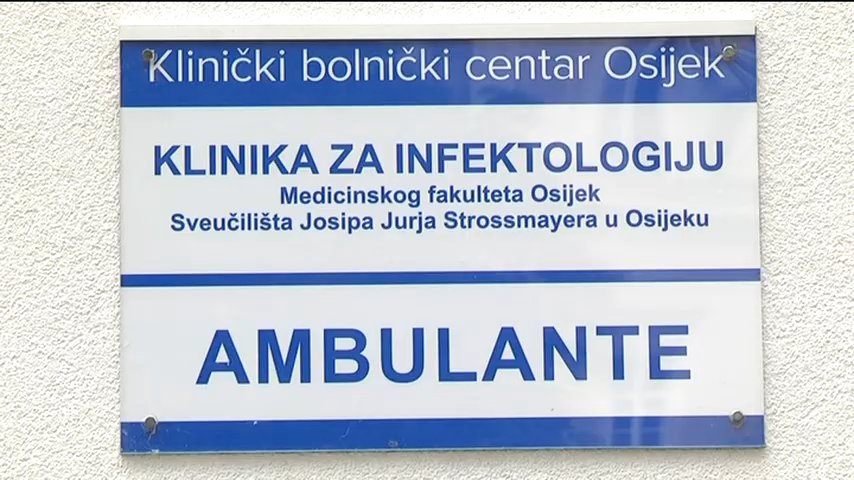 Klinički bolnički centar Osijek
KLINIKA ZA INFEKTOLOGIJU
Medicinskog fakulteta Osijek
Sveučilišta Josipa Jurja Strossmayera u Osijeku
AMBULANTE